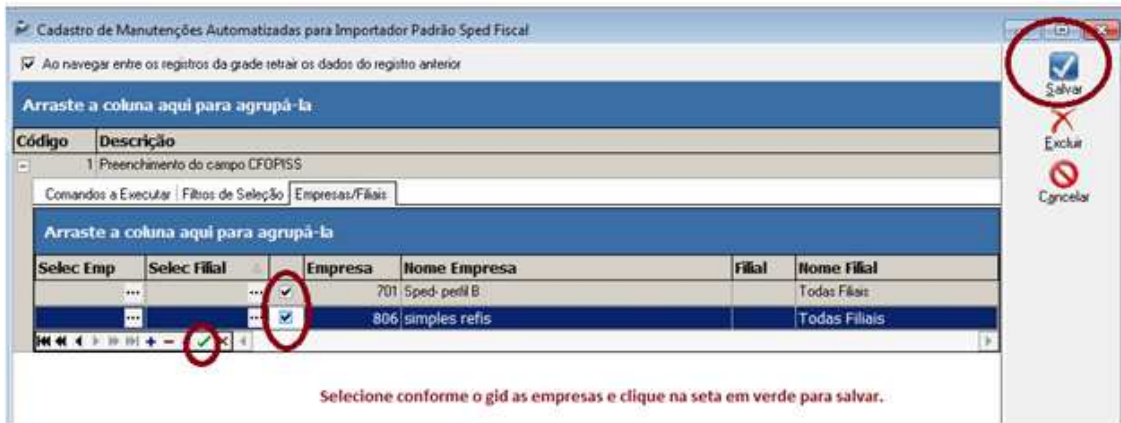 Cadastro de Manutenções Automatizadas para Importador Padrão Sped Fiscal
Ao navegar entre os registros da grade retrair os dados do registro anterior
Salvar
Arraste a coluna aqui para agrupá-la
Código Descrição
Excluir
1 Preenchimento do campo CFOPISS
Comandos a Executar Filtros de Seleção Empresas/Filiais
Cancelar
Arraste a coluna aqui para agrupá-la
Selec Emp Selec Filial Empresa Nome Empresa Filial Nome Filial
... ... 701 Sped- perfil B Todas Filiais
... ... 806 simples refis Todas Filiais
Selecione conforme o gid as empresas e clique na seta em verde para salvar.